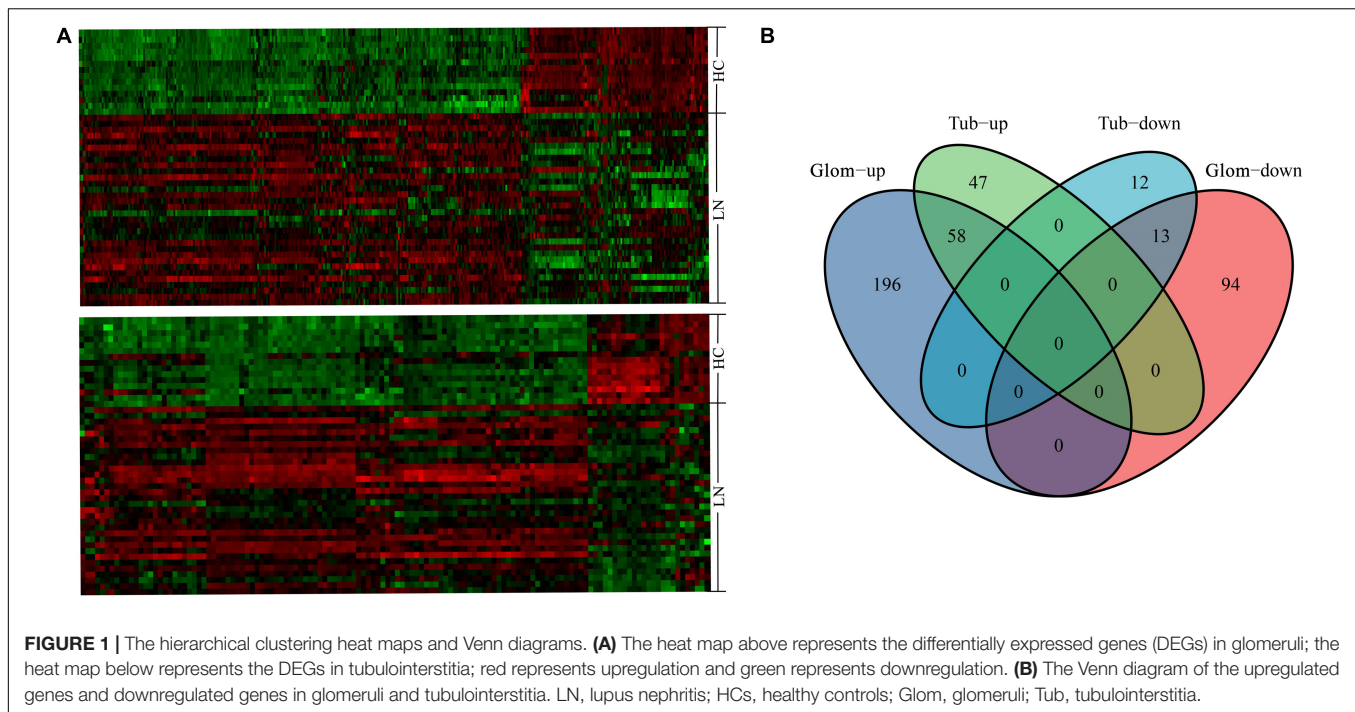 A
HC
LN
HC
LN
B
Tub-up
Tub-down
Glom-up
Glom-down
47
12
0
58
13
196
0
0
94
0
0
0
0
0
0
FIGURE 1 | The hierarchical clustering heat maps and Venn diagrams. (A) The heat map above represents the differentially expressed genes (DEGs) in glomeruli; the
heat map below represents the DEGs in tubulointerstitia; red represents upregulation and green represents downregulation. (B) The Venn diagram of the upregulated
genes and downregulated genes in glomeruli and tubulointerstitia. LN, lupus nephritis; HCs, healthy controls; Glom, glomeruli; Tub, tubulointerstitia.